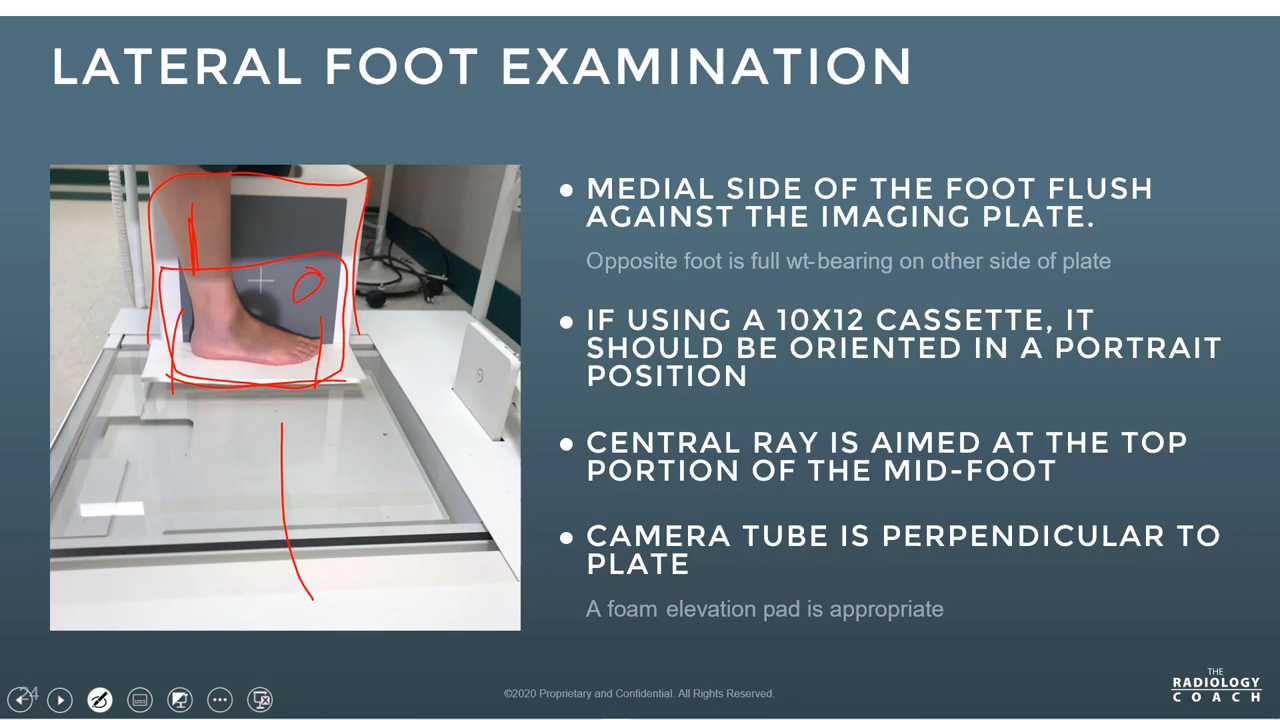 LATERAL FOOT EXAMINATION
• MEDIAL SIDE OF THE FOOT FLUSH
AGAINST THE IMAGING PLATE.
Opposite foot is full wt-bearing on other side of plate
• IF USING A 10X12 CASSETTE, IT
SHOULD BE ORIENTED IN A PORTRAIT
POSITION
• CENTRAL RAY IS AIMED AT THE TOP
PORTION OF THE MID-FOOT
• CAMERA TUBE IS PERPENDICULAR TO
PLATE
A foam elevation pad is appropriate
24
©2020 Proprietary and Confidential. All Rights Reserved.
THE
RADIOLOGY
COACH